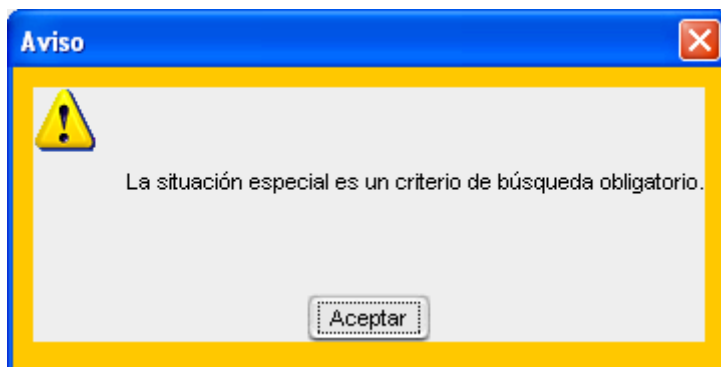 Aviso
La situación especial es un criterio de búsqueda obligatorio.
Aceptar